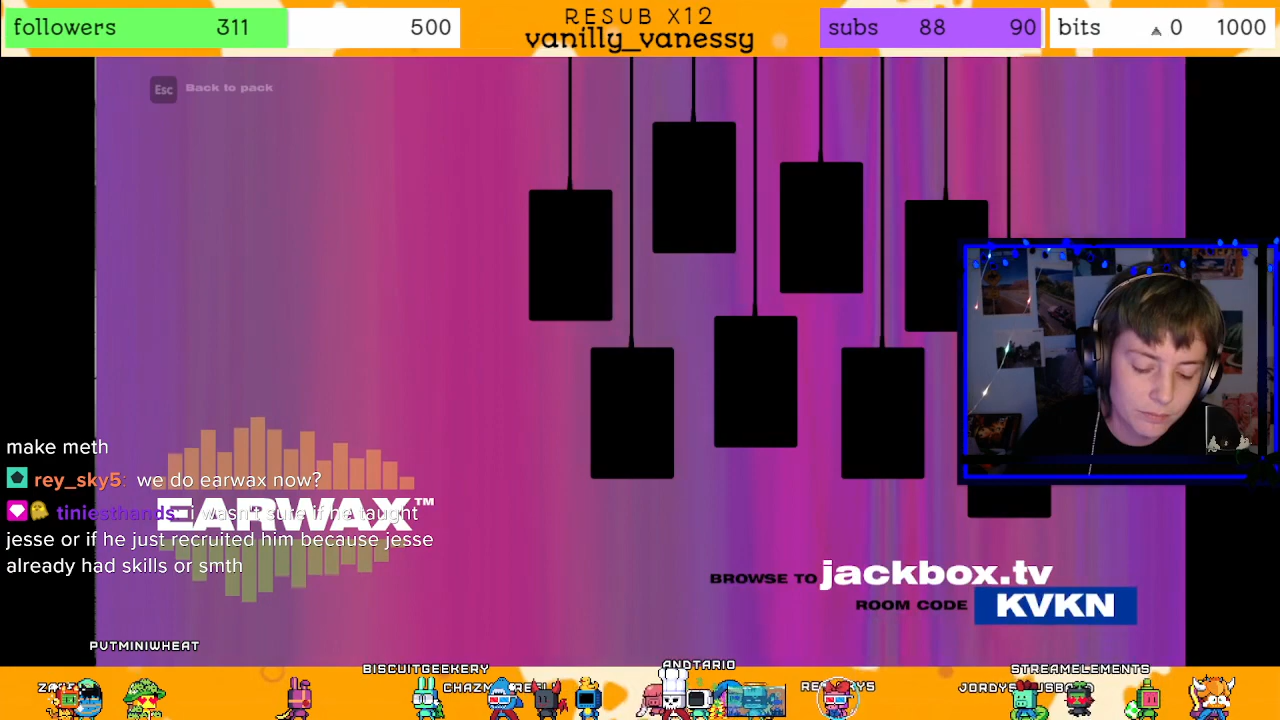 followers 311 500
RESUB X12
vanilly_vanessy
subs 88 90
bits 0 1000
Esc Back to pack
make meth
rey_sky5: we do earwax now?
tiniesthands: i wasn't sure if he taught
jesse or if he just recruited him because jesse
already had skills or smth
EARWAX™
BROWSE TO jackbox.tv
ROOM CODE KVKN
PUTMINIWHEAT
BISCUITGEEKERY
ANDTARIO
STREAMELEMENTS